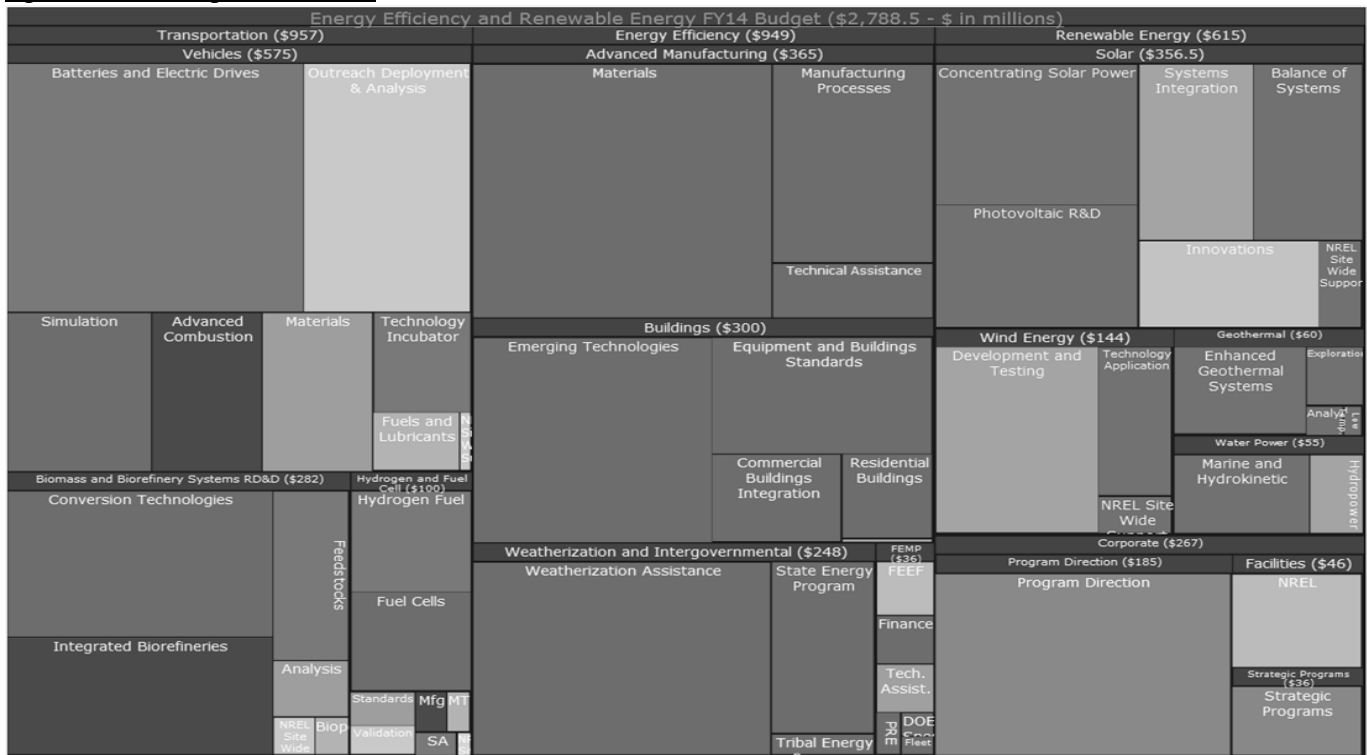 Energy Efficiency and Renewable Energy FY14 Budget ($2,788.5 - $ in millions)
Transportation ($957)
Vehicles ($575)
Batteries and Electric Drives
Outreach Deployment
& Analysis
Simulation
Advanced
Combustion
Materials
Technology
Incubator
Fuels and
Lubricants
Biomass and Biorefinery Systems RD&D ($282)
Conversion Technologies
Feedstocks
Integrated Biorefineries
Analysis
NREL
Site
Wide
Biop
Hydrogen and Fuel
Cell ($100)
Hydrogen Fuel
Fuel Cells
Standards
Mfg
MT
Validation
SA
Energy Efficiency ($949)
Advanced Manufacturing ($365)
Materials
Manufacturing
Processes
Technical Assistance
Buildings ($300)
Emerging Technologies
Equipment and Buildings
Standards
Commercial
Buildings
Integration
Residential
Buildings
Weatherization and Intergovernmental ($248)
Weatherization Assistance
State Energy
Program
Tribal Energy
FEMP
($36)
FEEF
Finance
Tech.
Assist.
PRE
DOE
Fleet
Renewable Energy ($615)
Solar ($356.5)
Concentrating Solar Power
Systems
Integration
Balance of
Systems
Photovoltaic R&D
Innovations
NREL
Site
Wide
Suppor
Wind Energy ($144)
Development and
Testing
Technology
Application
NREL Site
Wide
Geothermal ($60)
Enhanced
Geothermal
Systems
Exploratio
Analy
Water Power ($55)
Marine and
Hydrokinetic
Hydropower
Corporate ($267)
Program Direction ($185)
Program Direction
Facilities ($46)
NREL
Strategic Programs
($36)
Strategic
Programs